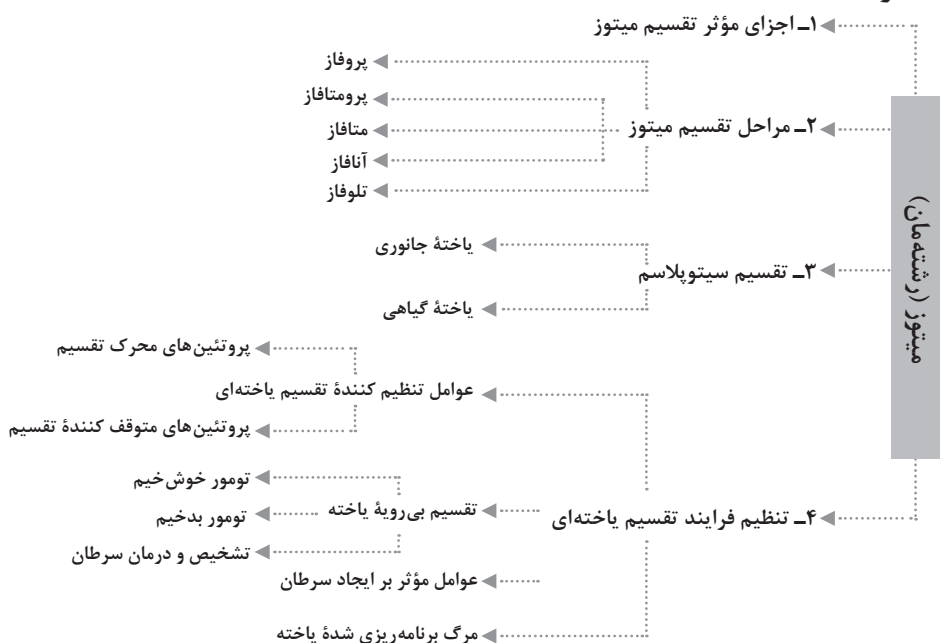 میتوز (رشته‌مان)
۱ـ اجزای مؤثر تقسیم میتوز
۲ـ مراحل تقسیم میتوز
پروفاز
پرومتافاز
متافاز
آنافاز
تلوفاز
۳ـ تقسیم سیتوپلاسم
یاختهٔ جانوری
یاختهٔ گیاهی
۴ـ تنظیم فرایند تقسیم یاخته‌ای
عوامل تنظیم کنندهٔ تقسیم یاخته‌ای
پروتئین‌های محرک تقسیم
پروتئین‌های متوقف کنندهٔ تقسیم
تقسیم بی‌رویهٔ یاخته
تومور خوش‌خیم
تومور بدخیم
تشخیص و درمان سرطان
عوامل مؤثر بر ایجاد سرطان
مرگ برنامه‌ریزی شدهٔ یاخته